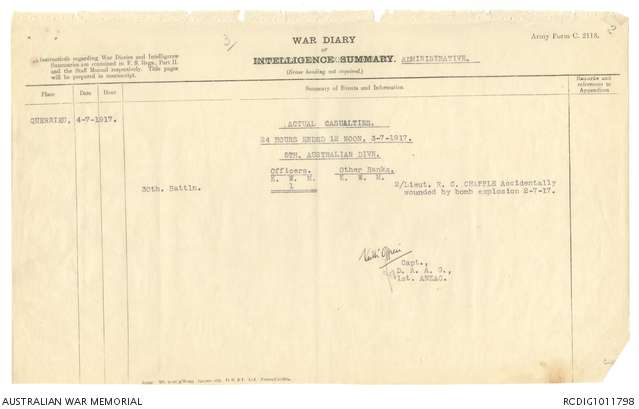 3
WAR DIARY
or
INTELLIGENCE SUMMARY. ADMINISTRATIVE.
(Erase heading not required.)
Army Form C. 2118.
Instructions regarding War Diaries and Intelligence
Summaries are contained in F. S. Regs., Part II.
and the Staff Manual respectively. Title pages
will be prepared in manuscript.
Place Date Hour Summary of Events and Information Remarks and references to Appendices
QUERRIEU, 4-7-1917.
ACTUAL CASUALTIES.
24 HOURS ENDED 12 NOON, 3-7-1917.
5TH. AUSTRALIAN DIVN.
Officers. Other Ranks.
K. W. M. K. W. M.
30th. Battln. 1 2/Lieut. R. C. CHAPPLE Accidentally
wounded by bomb explosion 2-7-17.
Capt.,
D. A. A. G.,
1st. ANZAC.
AUSTRALIAN WAR MEMORIAL
RCDIG1011798